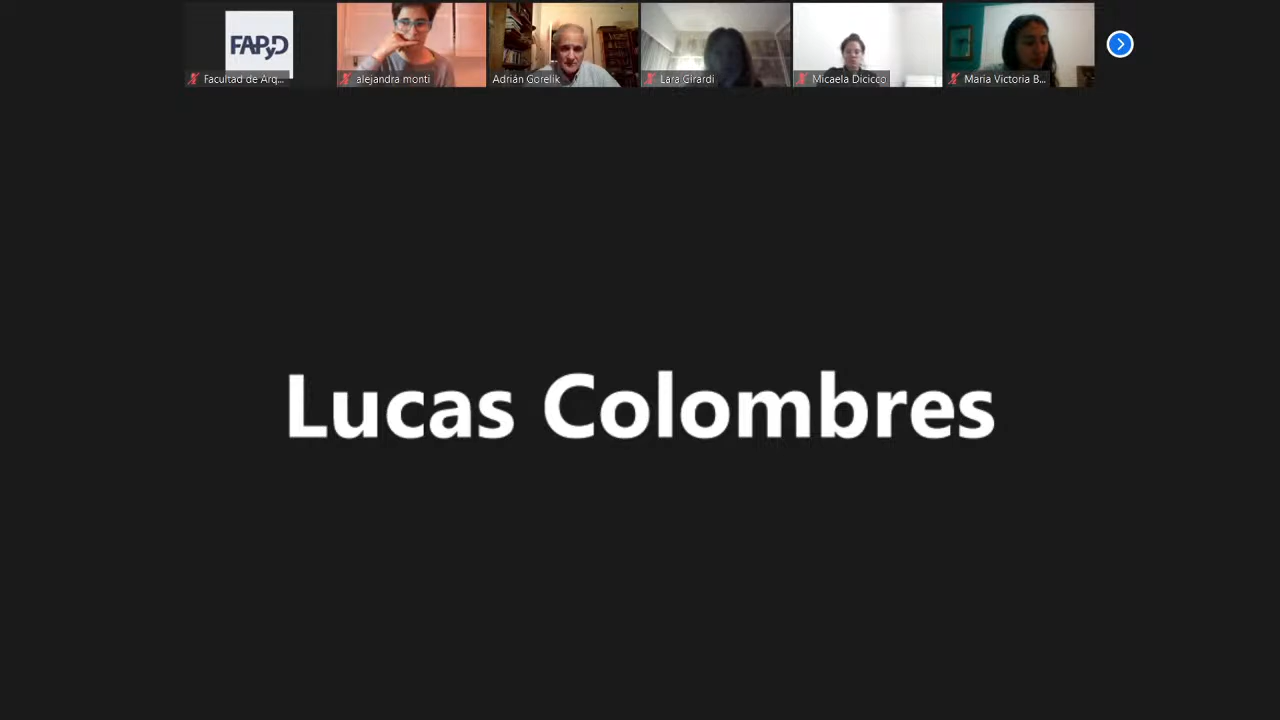 FAPyD
Facultad de Arq...
alejandra monti
Adrián Gorelik
Lara Girardi
Micaela Dicicco
Maria Victoria B...
Lucas Colombres